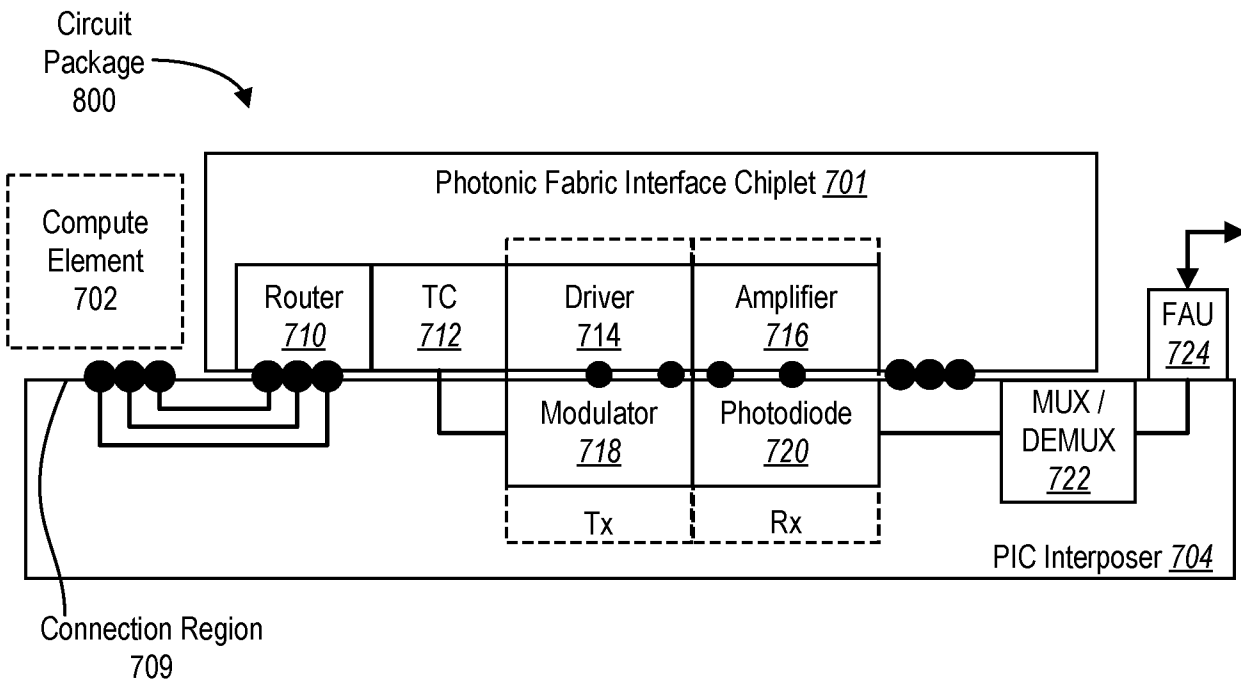 Circuit
Package
800
Photonic Fabric Interface Chiplet 701
Compute
Element
702
Router
710
TC
712
Driver
714
Amplifier
716
FAU
724
Modulator
718
Photodiode
720
MUX /
DEMUX
722
Tx
Rx
PIC Interposer 704
Connection Region
709